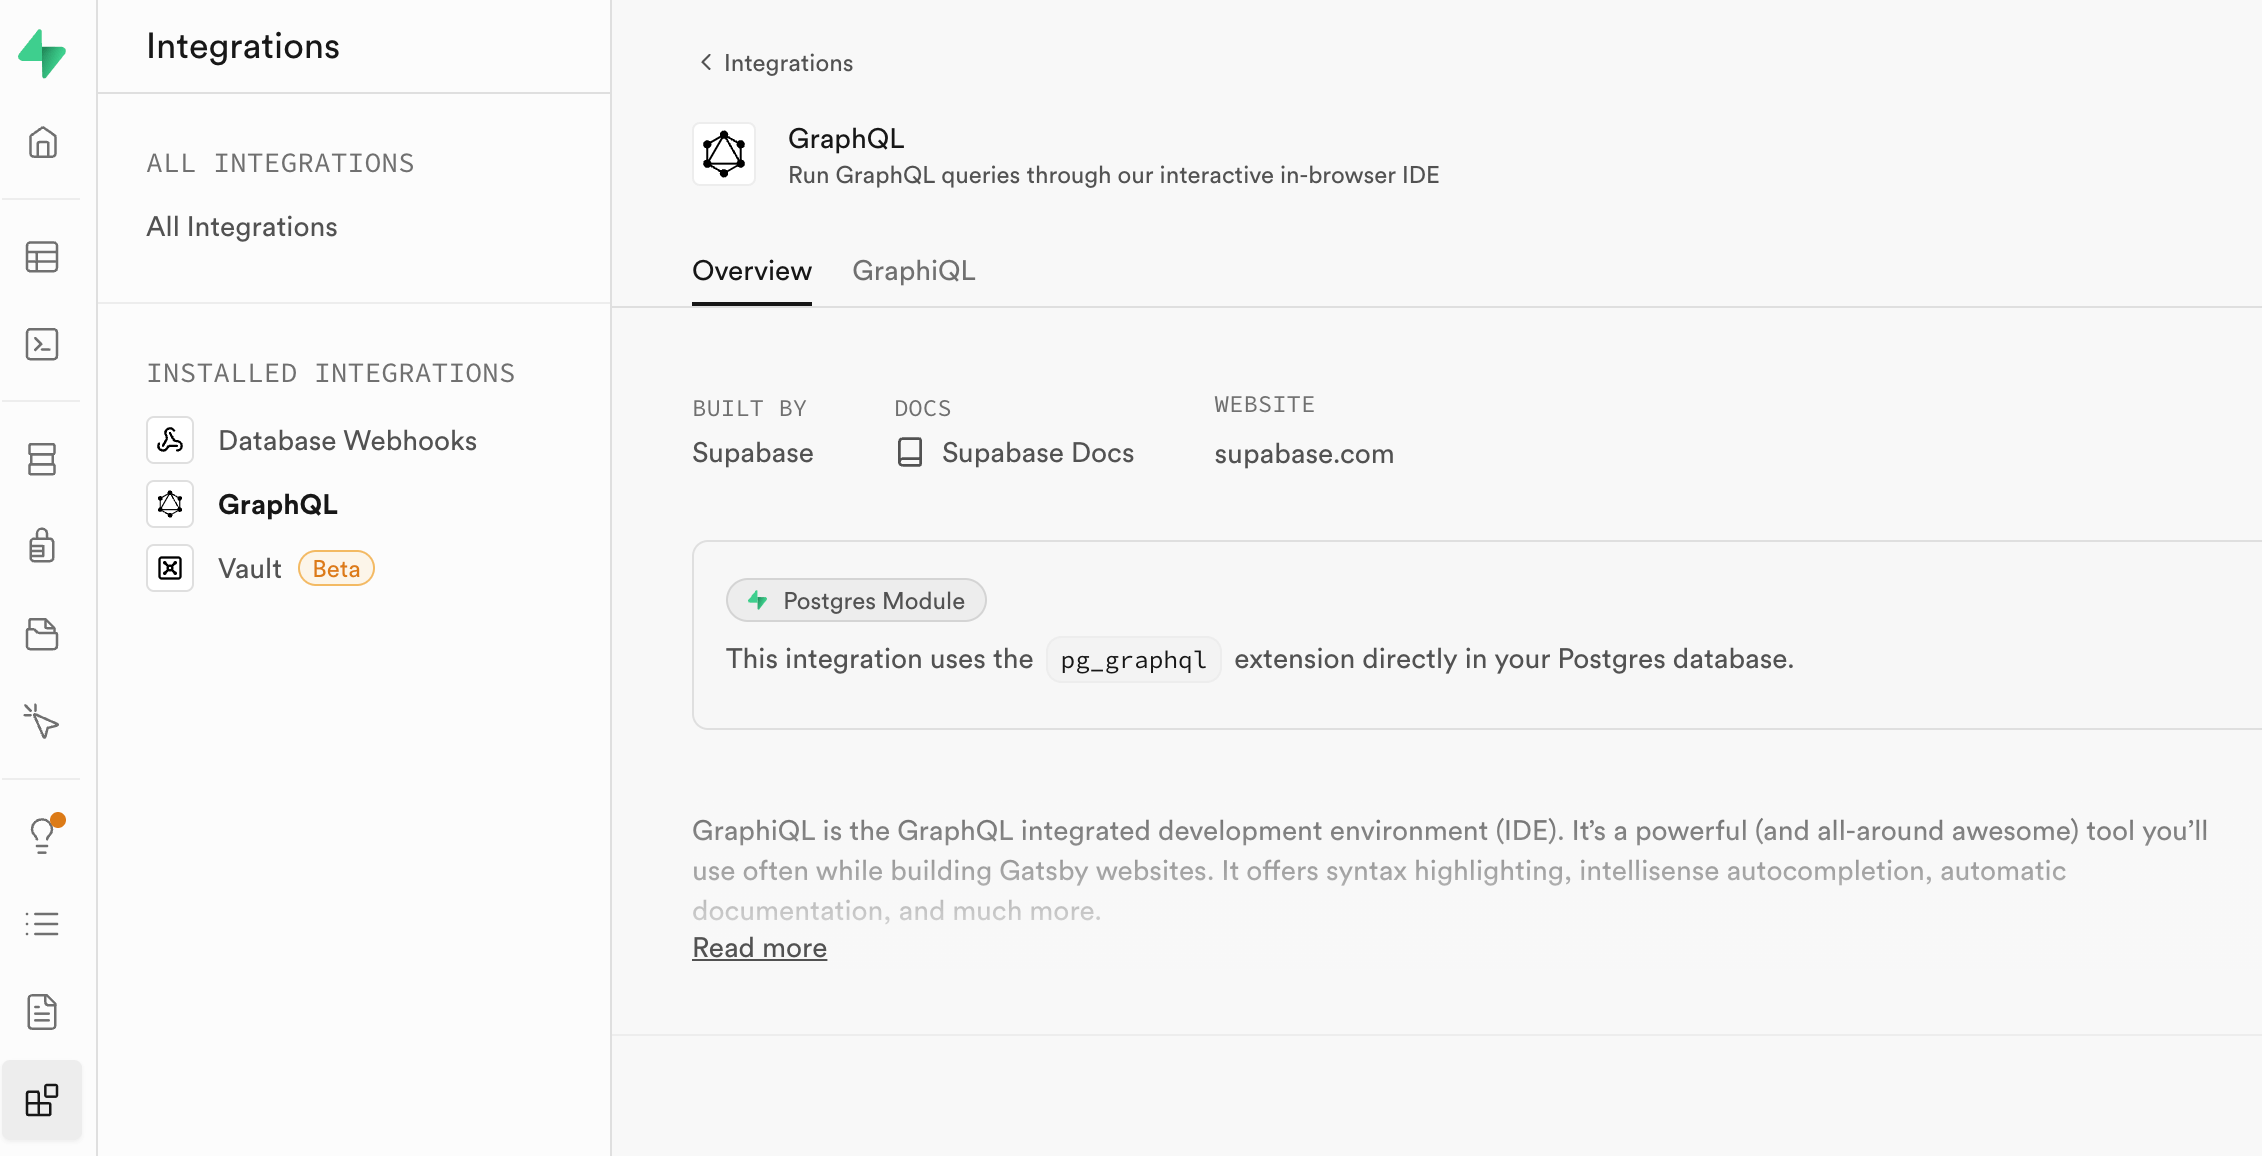 Integrations
ALL INTEGRATIONS
All Integrations
INSTALLED INTEGRATIONS
Database Webhooks
GraphQL
Vault Beta
Integrations
GraphQL
Run GraphQL queries through our interactive in-browser IDE
Overview GraphiQL
BUILT BY DOCS WEBSITE
Supabase Supabase Docs supabase.com
Postgres Module
This integration uses the pg_graphql extension directly in your Postgres database.
GraphiQL is the GraphQL integrated development environment (IDE). It’s a powerful (and all-around awesome) tool you’ll
use often while building Gatsby websites. It offers syntax highlighting, intellisense autocompletion, automatic
documentation, and much more.
Read more